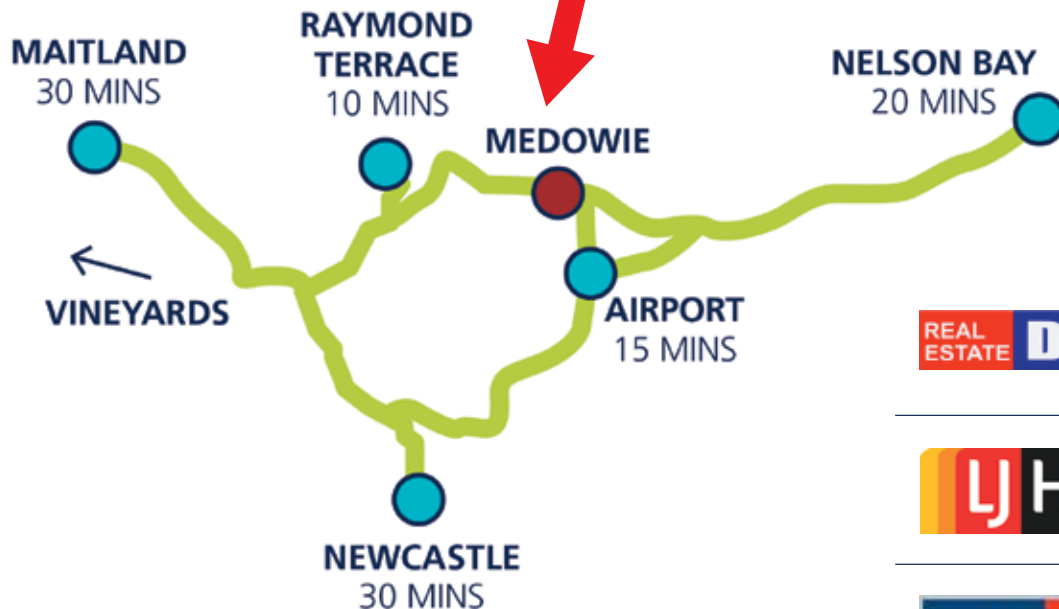 MAITLAND
30 MINS
RAYMOND
TERRACE
10 MINS
MEDOWIE
NELSON BAY
20 MINS
VINEYARDS
AIRPORT
15 MINS
NEWCASTLE
30 MINS
REAL
ESTATE
LJ H